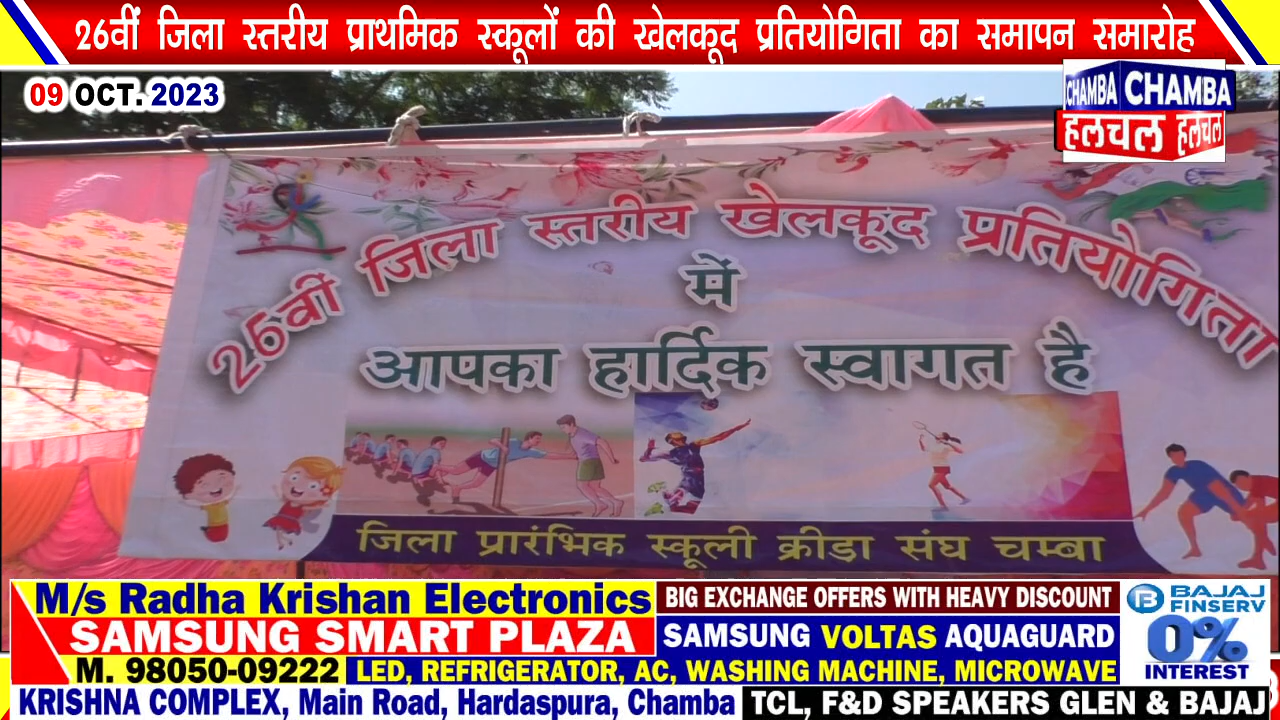 26वीं जिला स्तरीय प्राथमिक स्कूलों की खेलकूद प्रतियोगिता का समापन समारोह
09 OCT. 2023
CHAMBA CHAMBA
हलचल हलचल
26वीं जिला स्तरीय खेलकूद प्रतियोगिता
में
आपका हार्दिक स्वागत है
जिला प्रारंभिक स्कूली क्रीडा संघ चम्बा
M/s Radha Krishan Electronics
SAMSUNG SMART PLAZA
M. 98050-09222
KRISHNA COMPLEX, Main Road, Hardaspura, Chamba
BIG EXCHANGE OFFERS WITH HEAVY DISCOUNT
SAMSUNG VOLTAS AQUAGUARD
LED, REFRIGERATOR, AC, WASHING MACHINE, MICROWAVE
TCL, F&D SPEAKERS GLEN & BAJAJ
BAJAJ
FINSERV
0%
INTEREST